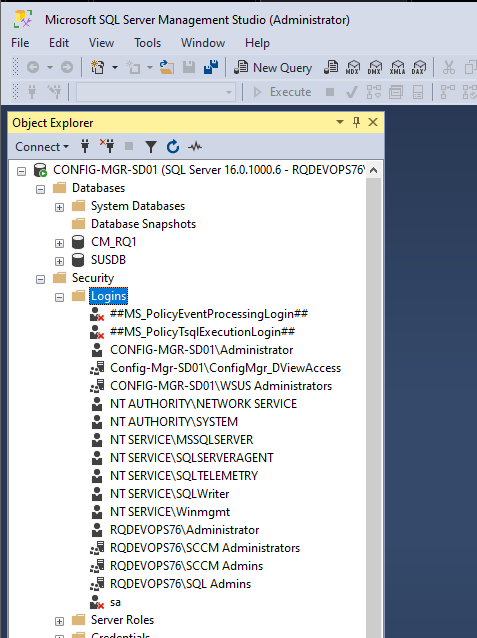 Microsoft SQL Server Management Studio (Administrator)
File Edit View Tools Window Help
New Query MDX DMX XMLA DAX
Execute
Object Explorer
Connect
CONFIG-MGR-SD01 (SQL Server 16.0.1000.6 - RQDEVOPS76\
Databases
System Databases
Database Snapshots
CM_RQ1
SUSDB
Security
Logins
##MS_PolicyEventProcessingLogin##
##MS_PolicyTsqlExecutionLogin##
CONFIG-MGR-SD01\Administrator
Config-Mgr-SD01\ConfigMgr_DViewAccess
CONFIG-MGR-SD01\WSUS Administrators
NT AUTHORITY\NETWORK SERVICE
NT AUTHORITY\SYSTEM
NT SERVICE\MSSQLSERVER
NT SERVICE\SQLSERVERAGENT
NT SERVICE\SQLTELEMETRY
NT SERVICE\SQLWriter
NT SERVICE\Winmgmt
RQDEVOPS76\Administrator
RQDEVOPS76\SCCM Administrators
RQDEVOPS76\SCCM Admins
RQDEVOPS76\SQL Admins
sa
Server Roles
Credentials